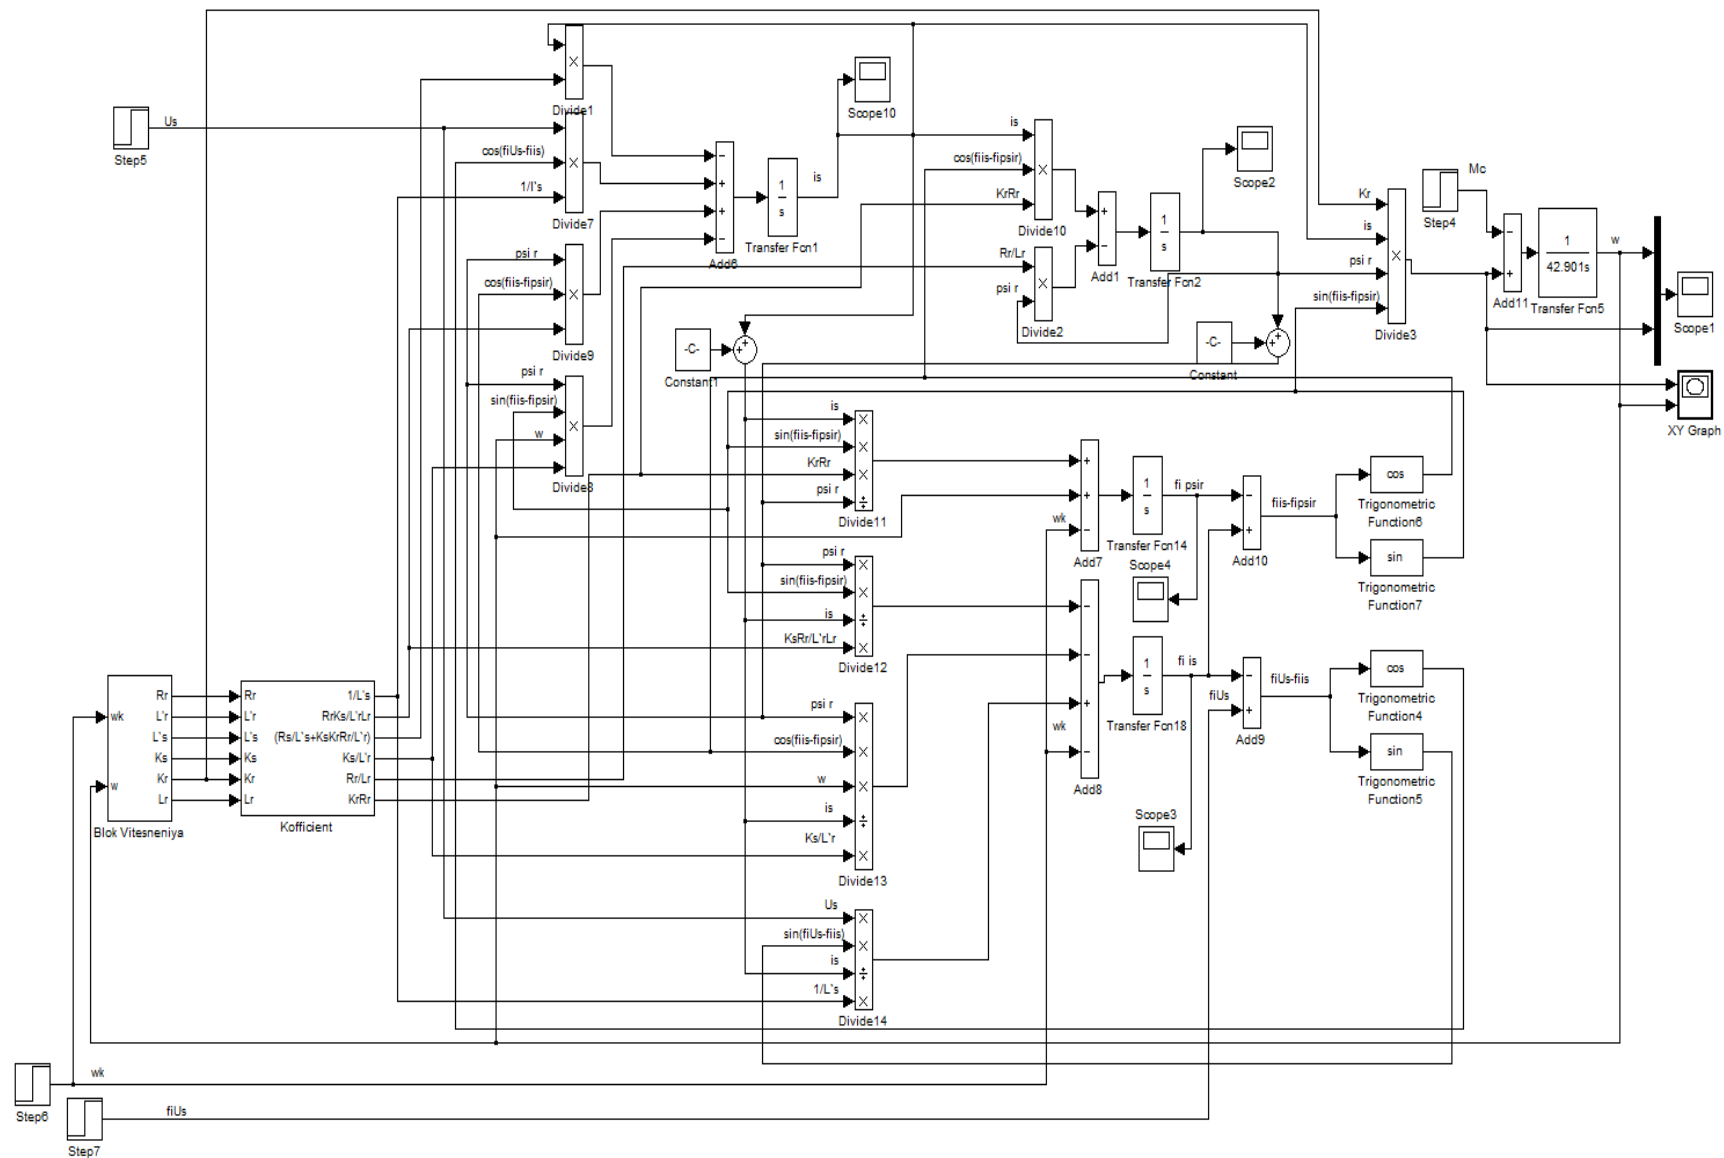 Step5
Us
cos(fiUs-fiis)
1/l's
Divide1
Divide7
psi r
cos(fiis-fipsir)
Divide9
psi r
sin(fiis-fipsir)
w
Divide8
Add6
1
s
Transfer Fcn1
is
Scope10
is
cos(fiis-fipsir)
KrRr
Divide10
Rr/Lr
psi r
Divide2
Add1
1
s
Transfer Fcn2
Scope2
Kr
is
psi r
sin(fiis-fipsir)
Divide3
Mc
Step4
Add11
1
42.901s
Transfer Fcn5
w
Scope1
XY Graph
-C-
Constant1
-C-
Constant
is
sin(fiis-fipsir)
KrRr
psi r
Divide11
psi r
sin(fiis-fipsir)
is
KsRr/L`rLr
Divide12
psi r
cos(fiis-fipsir)
w
is
Ks/L`r
Divide13
Us
sin(fiUs-fiis)
is
1/L`s
Divide14
wk
Add7
1
s
Transfer Fcn14
fi psir
Scope4
Add10
fiis-fipsir
cos
Trigonometric
Function6
sin
Trigonometric
Function7
wk
Add8
1
s
Transfer Fcn18
fi is
fiUs
Scope3
Add9
fiUs-fiis
cos
Trigonometric
Function4
sin
Trigonometric
Function5
wk
w
Rr
L'r
L`s
Ks
Kr
Lr
Blok Vitesneniya
Rr
L'r
L's
Ks
Kr
Lr
1/L`s
RrKs/L'rLr
(Rs/L`s+KsKrRr/L`r)
Ks/L'r
Rr/Lr
KrRr
Kofficient
wk
Step6
fiUs
Step7